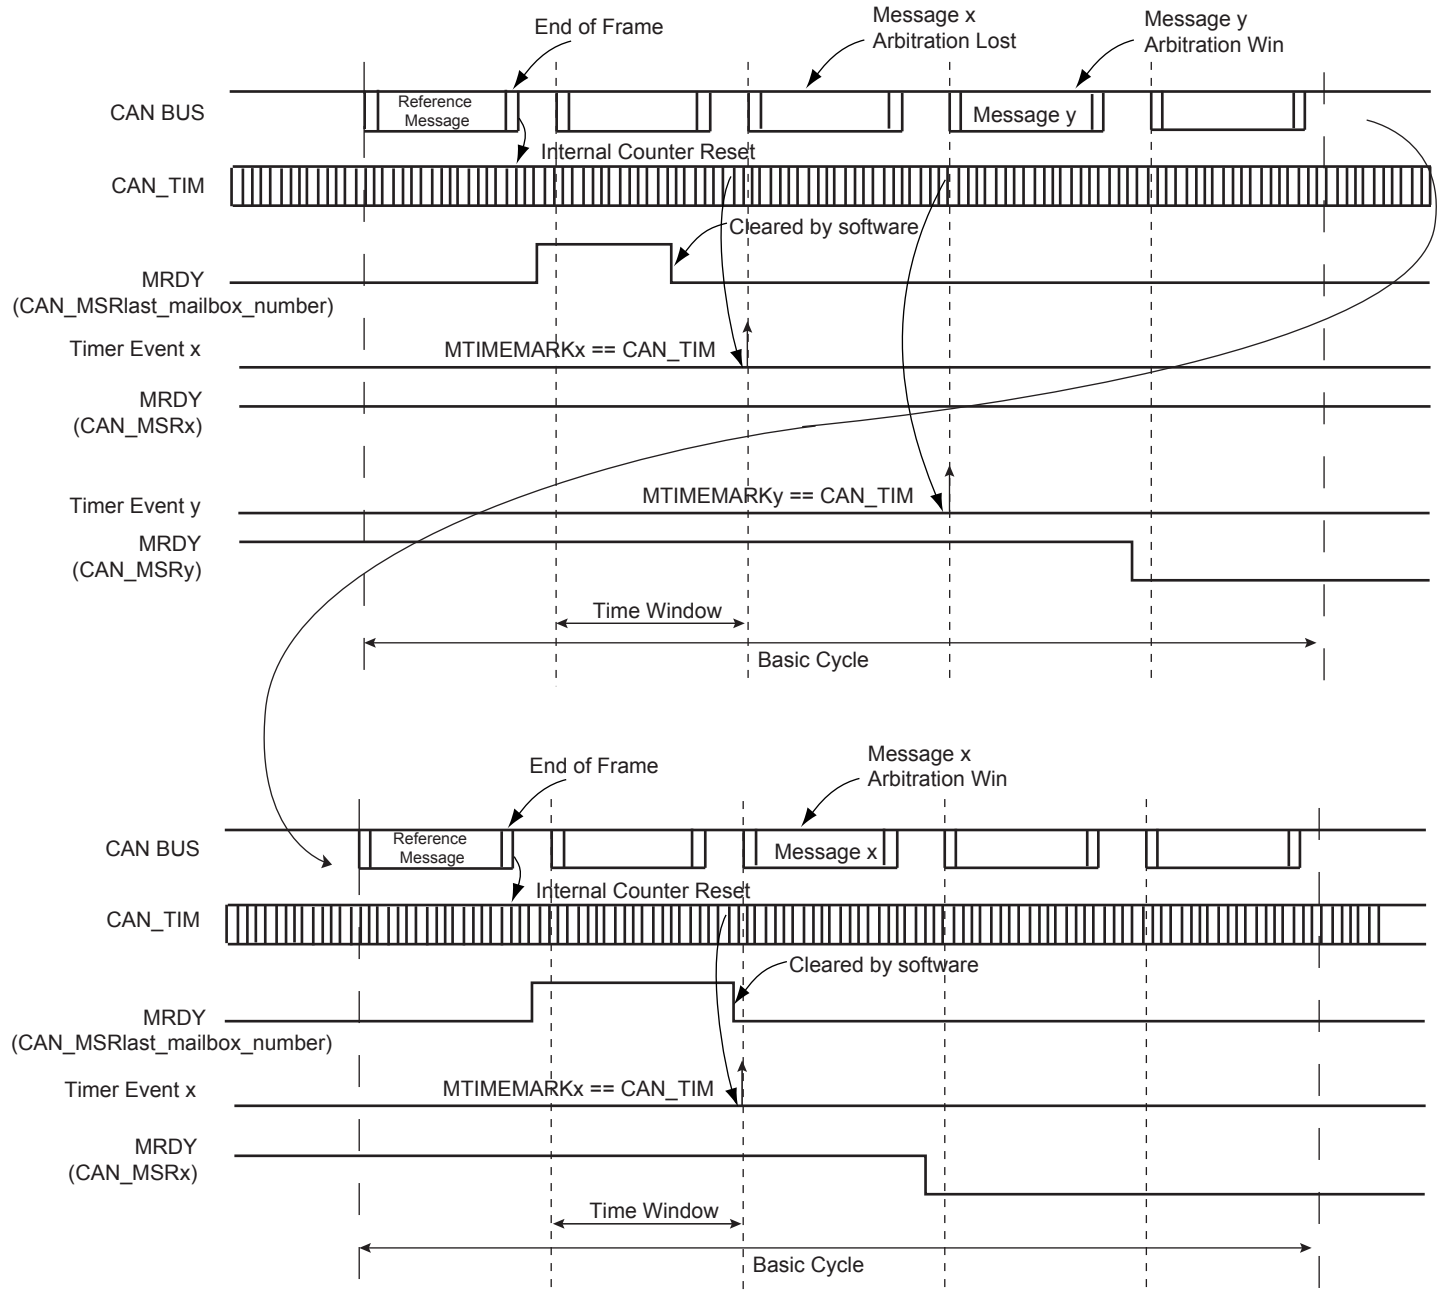 End of Frame
Message x
Arbitration Lost
Message y
Arbitration Win
CAN BUS
Reference
Message
Message y
Internal Counter Reset
CAN_TIM
Cleared by software
MRDY
(CAN_MSRlast_mailbox_number)
Timer Event x
MTIMEMARKx == CAN_TIM
MRDY
(CAN_MSRx)
Timer Event y
MTIMEMARKy == CAN_TIM
MRDY
(CAN_MSRy)
Time Window
Basic Cycle
End of Frame
Message x
Arbitration Win
CAN BUS
Reference
Message
Message x
Internal Counter Reset
CAN_TIM
Cleared by software
MRDY
(CAN_MSRlast_mailbox_number)
Timer Event x
MTIMEMARKx == CAN_TIM
MRDY
(CAN_MSRx)
Time Window
Basic Cycle